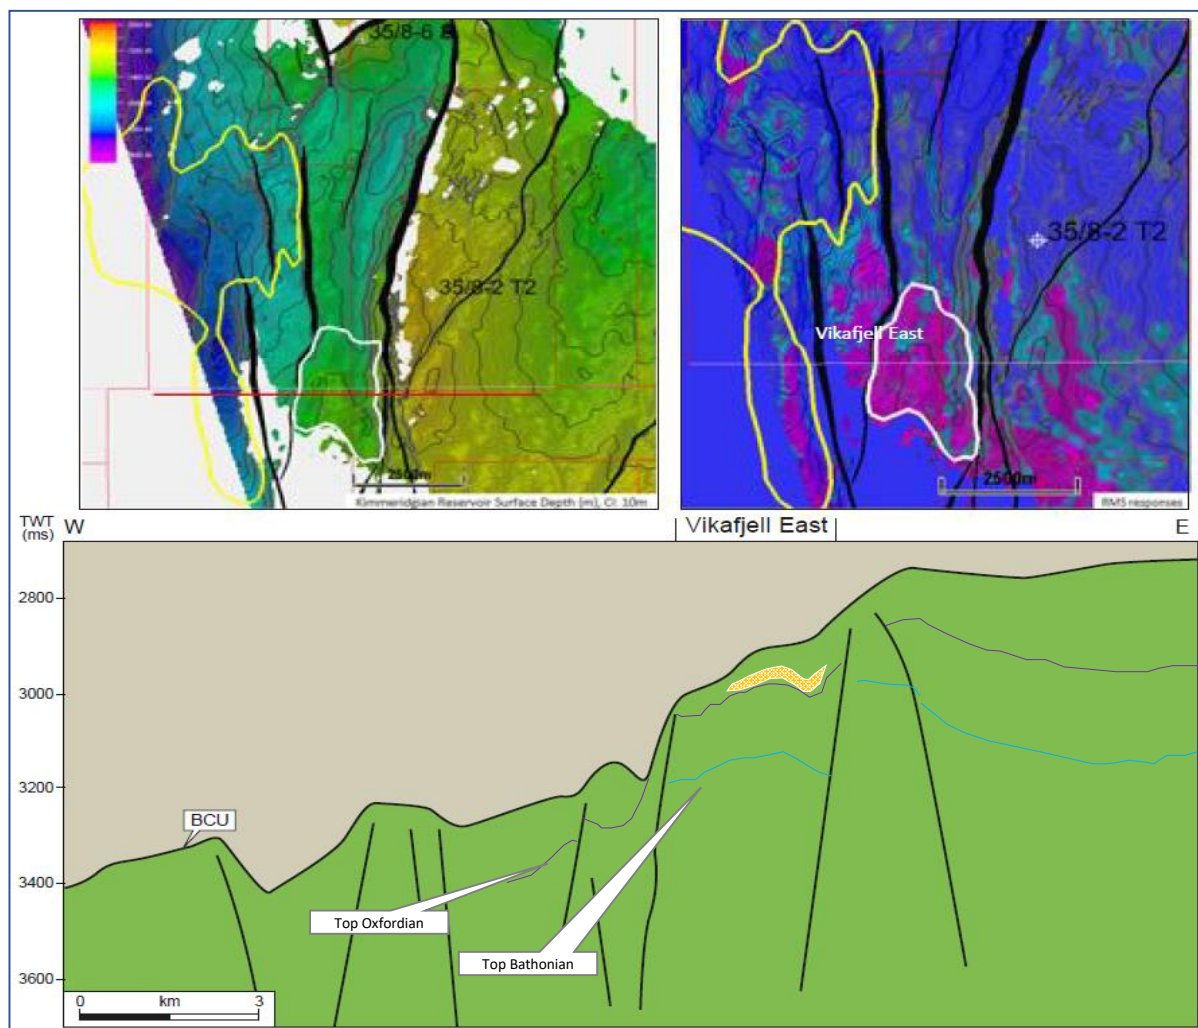 35/8-6
35/8-2 T2
2500m
Kimmeridgian Reservoir Surface Depth (m), CI: 10m
35/8-2 T2
Vikafjell East
2500m
RMS responses
TWT
(ms)
W
Vikafjell East
E
2800
3000
3200
BCU
3400
Top Oxfordian
Top Bathonian
3600
0 km 3